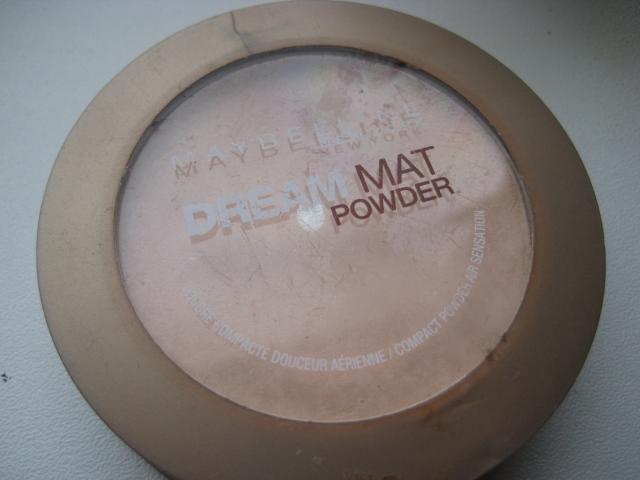 MAYBELLINE
NEW YORK
DREAM MAT
POWDER
POUDRE COMPACTE DOUCEUR AÉRIENNE / COMPACT POWDER AIR SENSATION